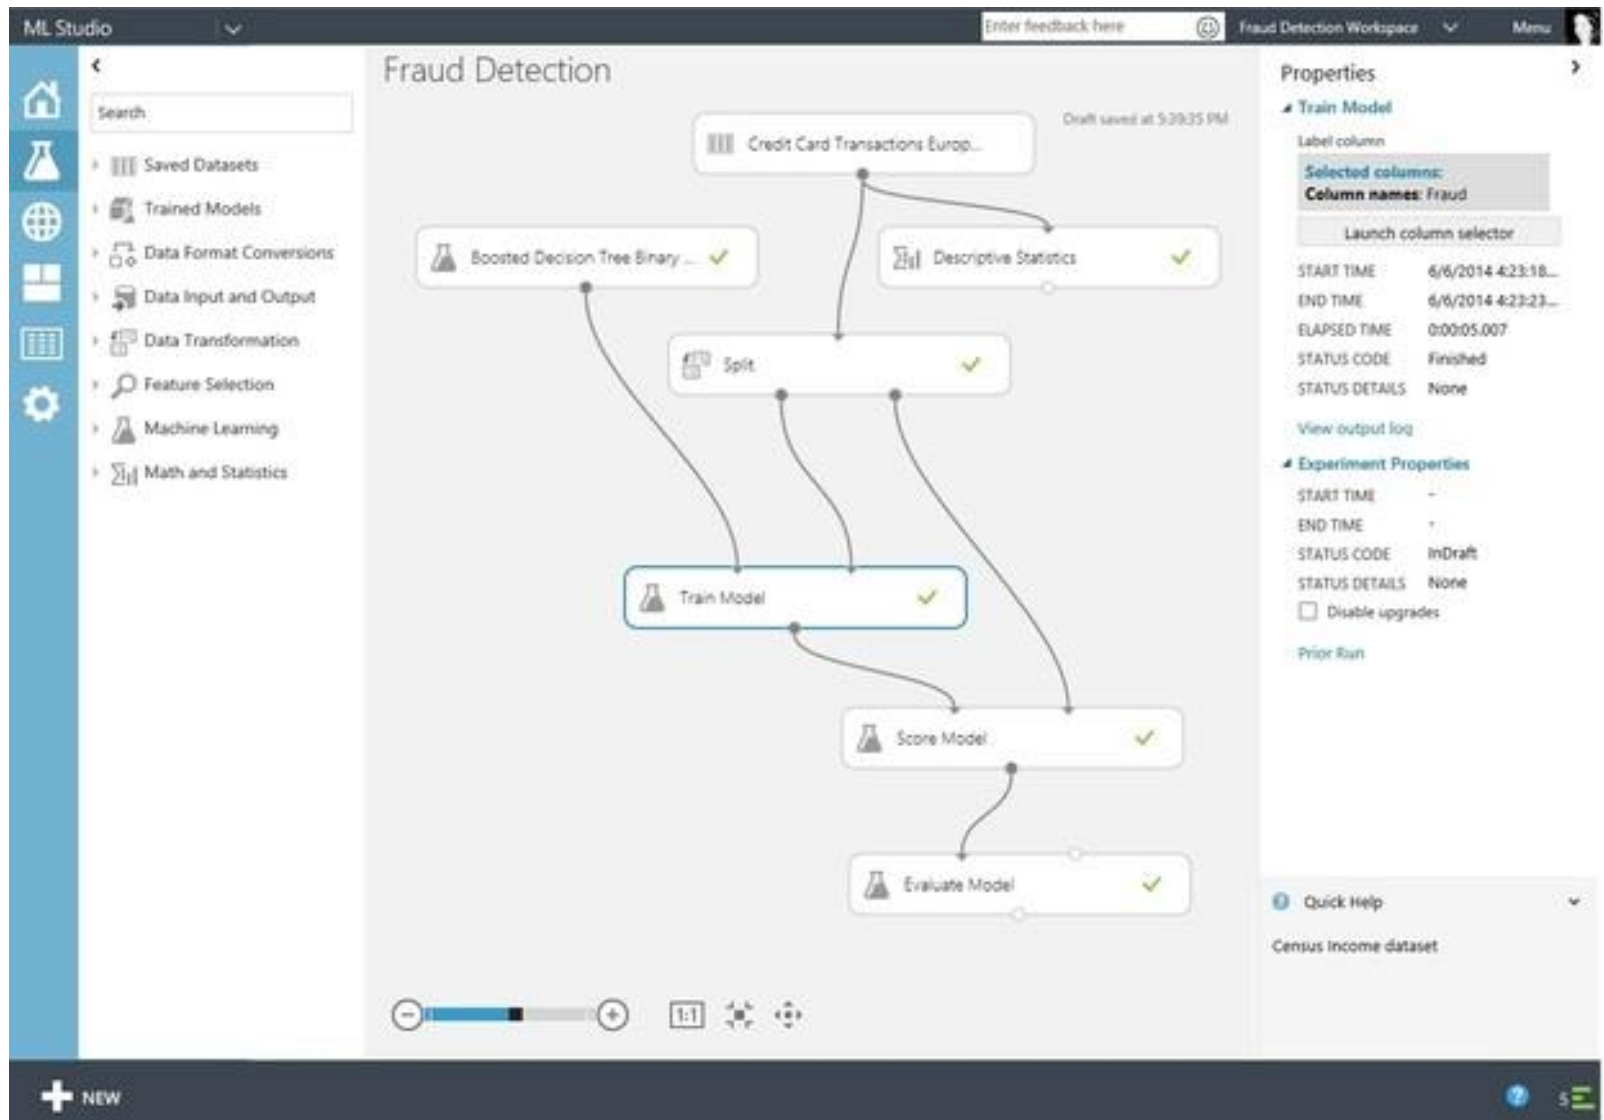 ML Studio
Enter feedback here
Fraud Detection Workspace
Menu
Search
Saved Datasets
Trained Models
Data Format Conversions
Data Input and Output
Data Transformation
Feature Selection
Machine Learning
Math and Statistics
Fraud Detection
Draft saved at 5:39:35 PM
Credit Card Transactions Europ...
Boosted Decision Tree Binary ...
Descriptive Statistics
Split
Train Model
Score Model
Evaluate Model
1:1
Properties
Train Model
Label column
Selected columns:
Column names: Fraud
Launch column selector
START TIME 6/6/2014 4:23:18...
END TIME 6/6/2014 4:23:23...
ELAPSED TIME 0:00:05.007
STATUS CODE Finished
STATUS DETAILS None
View output log
Experiment Properties
START TIME -
END TIME -
STATUS CODE InDraft
STATUS DETAILS None
Disable upgrades
Prior Run
Quick Help
Census Income dataset
NEW
?
5